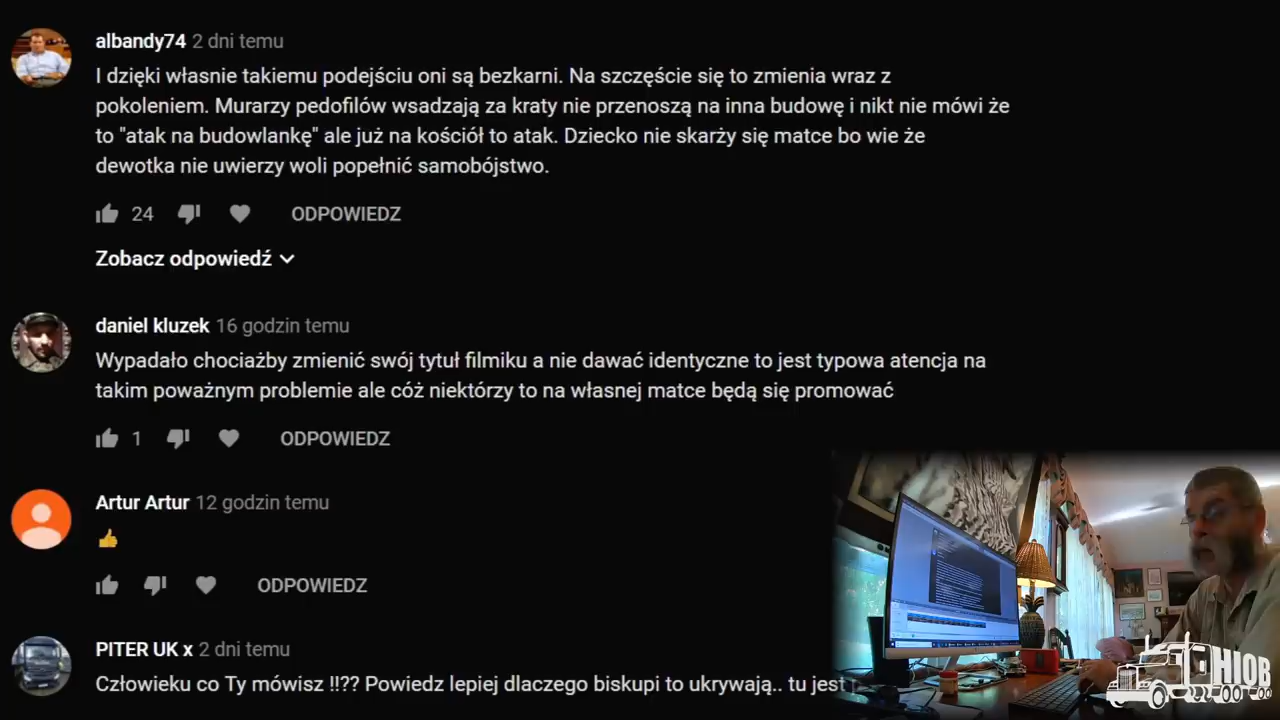 albandy74 2 dni temu
I dzięki własnie takiemu podejściu oni są bezkarni. Na szczęście się to zmienia wraz z
pokoleniem. Murarzy pedofilów wsadzają za kraty nie przenoszą na inna budowę i nikt nie mówi że
to "atak na budowlankę" ale już na kościół to atak. Dziecko nie skarży się matce bo wie że
dewotka nie uwierzy woli popełnić samobójstwo.
24 ODPOWIEDZ
Zobacz odpowiedź
daniel kluzek 16 godzin temu
Wypadało chociażby zmienić swój tytuł filmiku a nie dawać identyczne to jest typowa atencja na
takim poważnym problemie ale cóż niektórzy to na własnej matce będą się promować
1 ODPOWIEDZ
Artur Artur 12 godzin temu
ODPOWIEDZ
PITER UK x 2 dni temu
Człowieku co Ty mówisz !!?? Powiedz lepiej dlaczego biskupi to ukrywają.. tu jest
HIOB